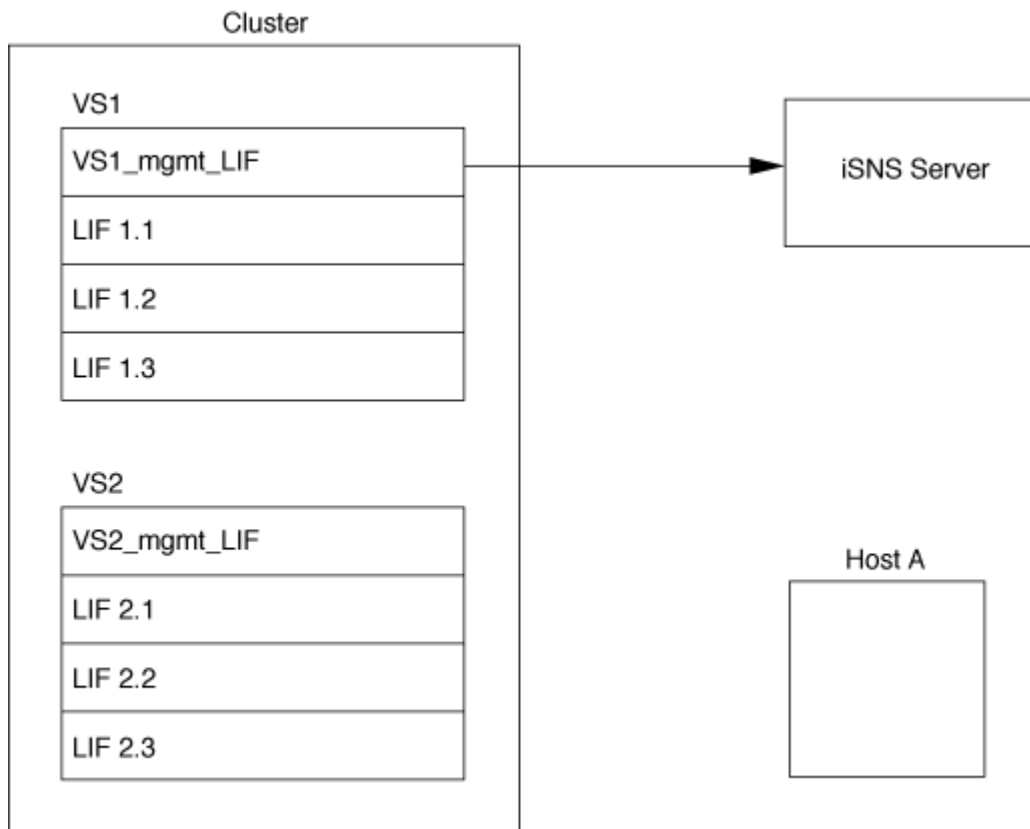 Cluster
VS1
VS1_mgmt_LIF
LIF 1.1
LIF 1.2
LIF 1.3
iSNS Server
VS2
VS2_mgmt_LIF
LIF 2.1
LIF 2.2
LIF 2.3
Host A